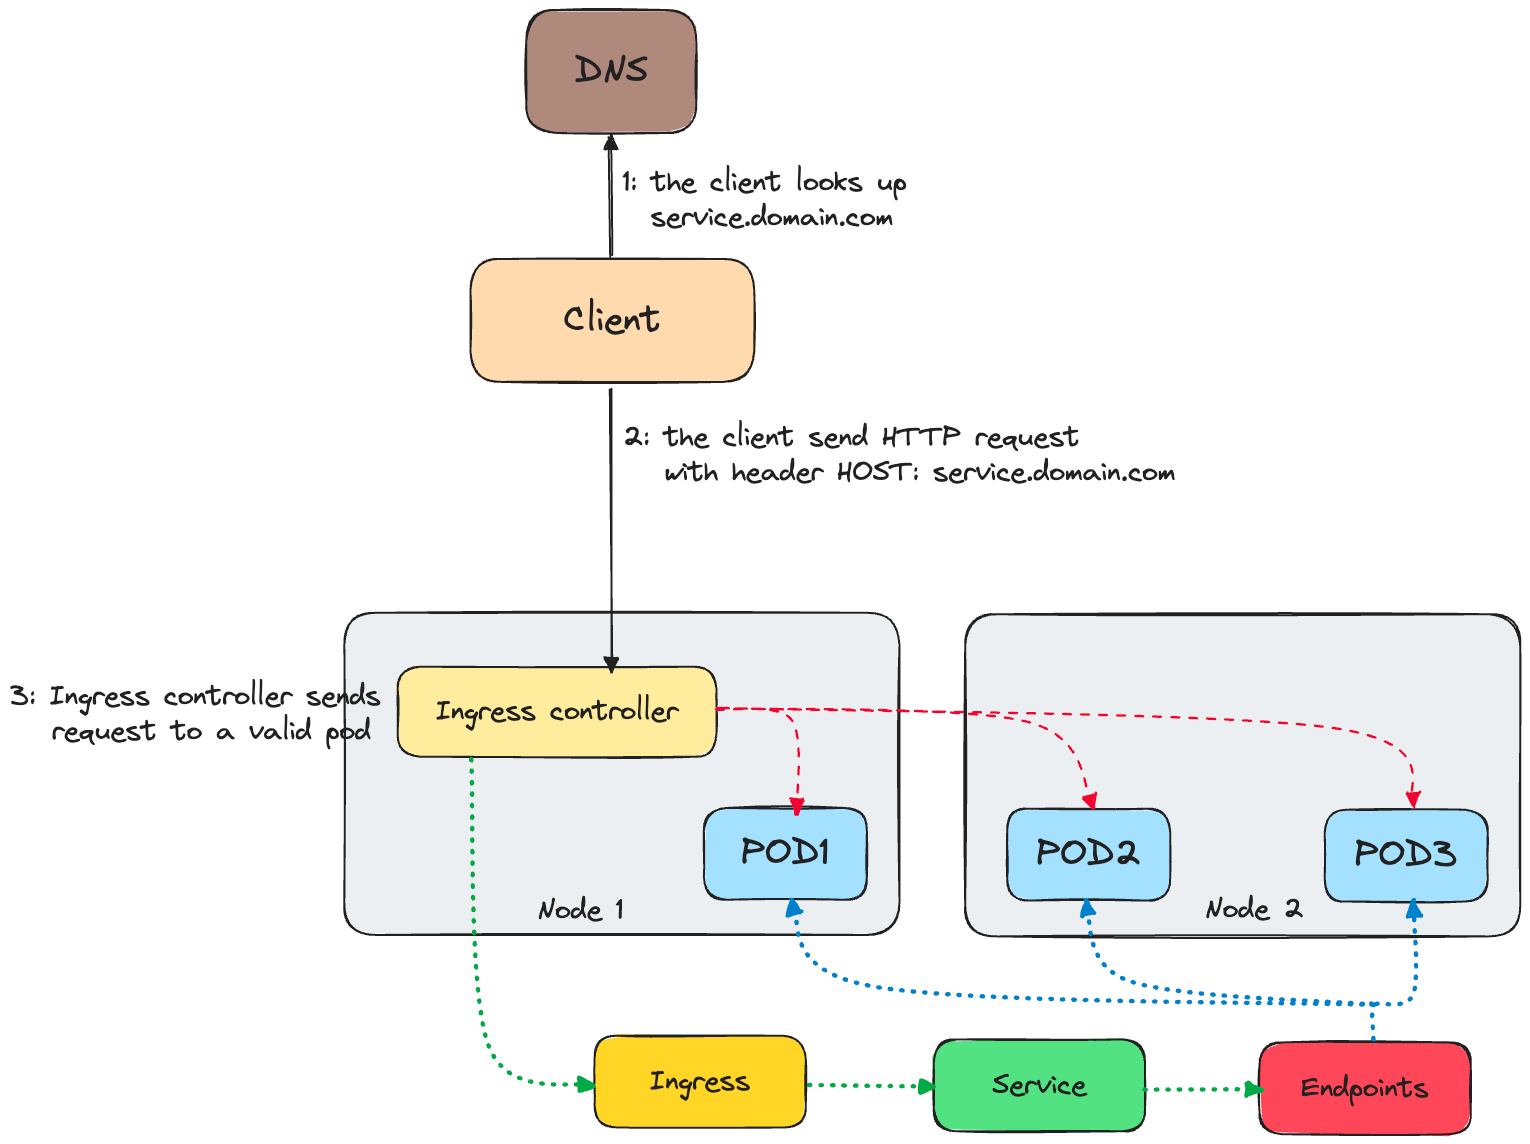 DNS
1: the client looks up
service.domain.com
Client
2: the client send HTTP request
with header HOST: service.domain.com
3: Ingress controller sends
request to a valid pod
Ingress controller
POD1
POD2
POD3
Node 1
Node 2
Ingress
Service
Endpoints